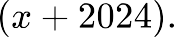 (x + 2024).